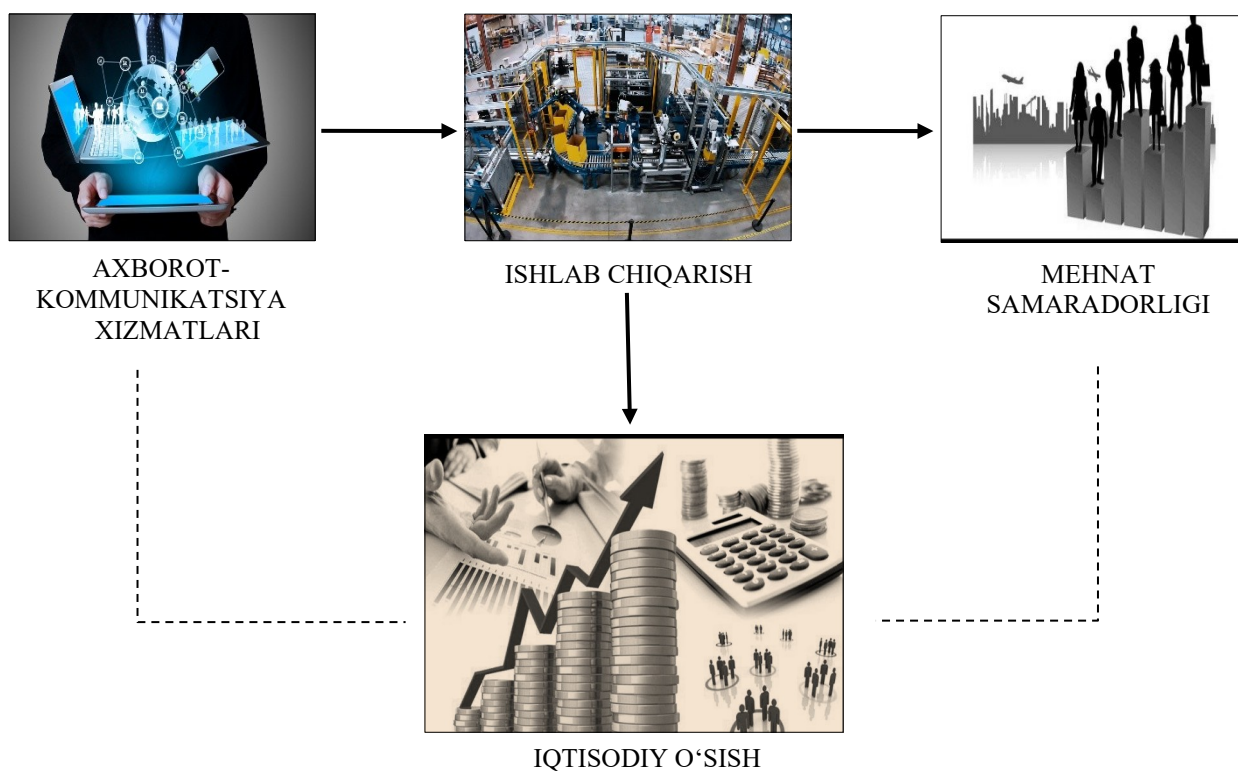 AXBOROT-
KOMMUNIKATSIYA
XIZMATLARI
ISHLAB CHIQARISH
MEHNAT
SAMARADORLIGI
IQTISODIY O‘SISH